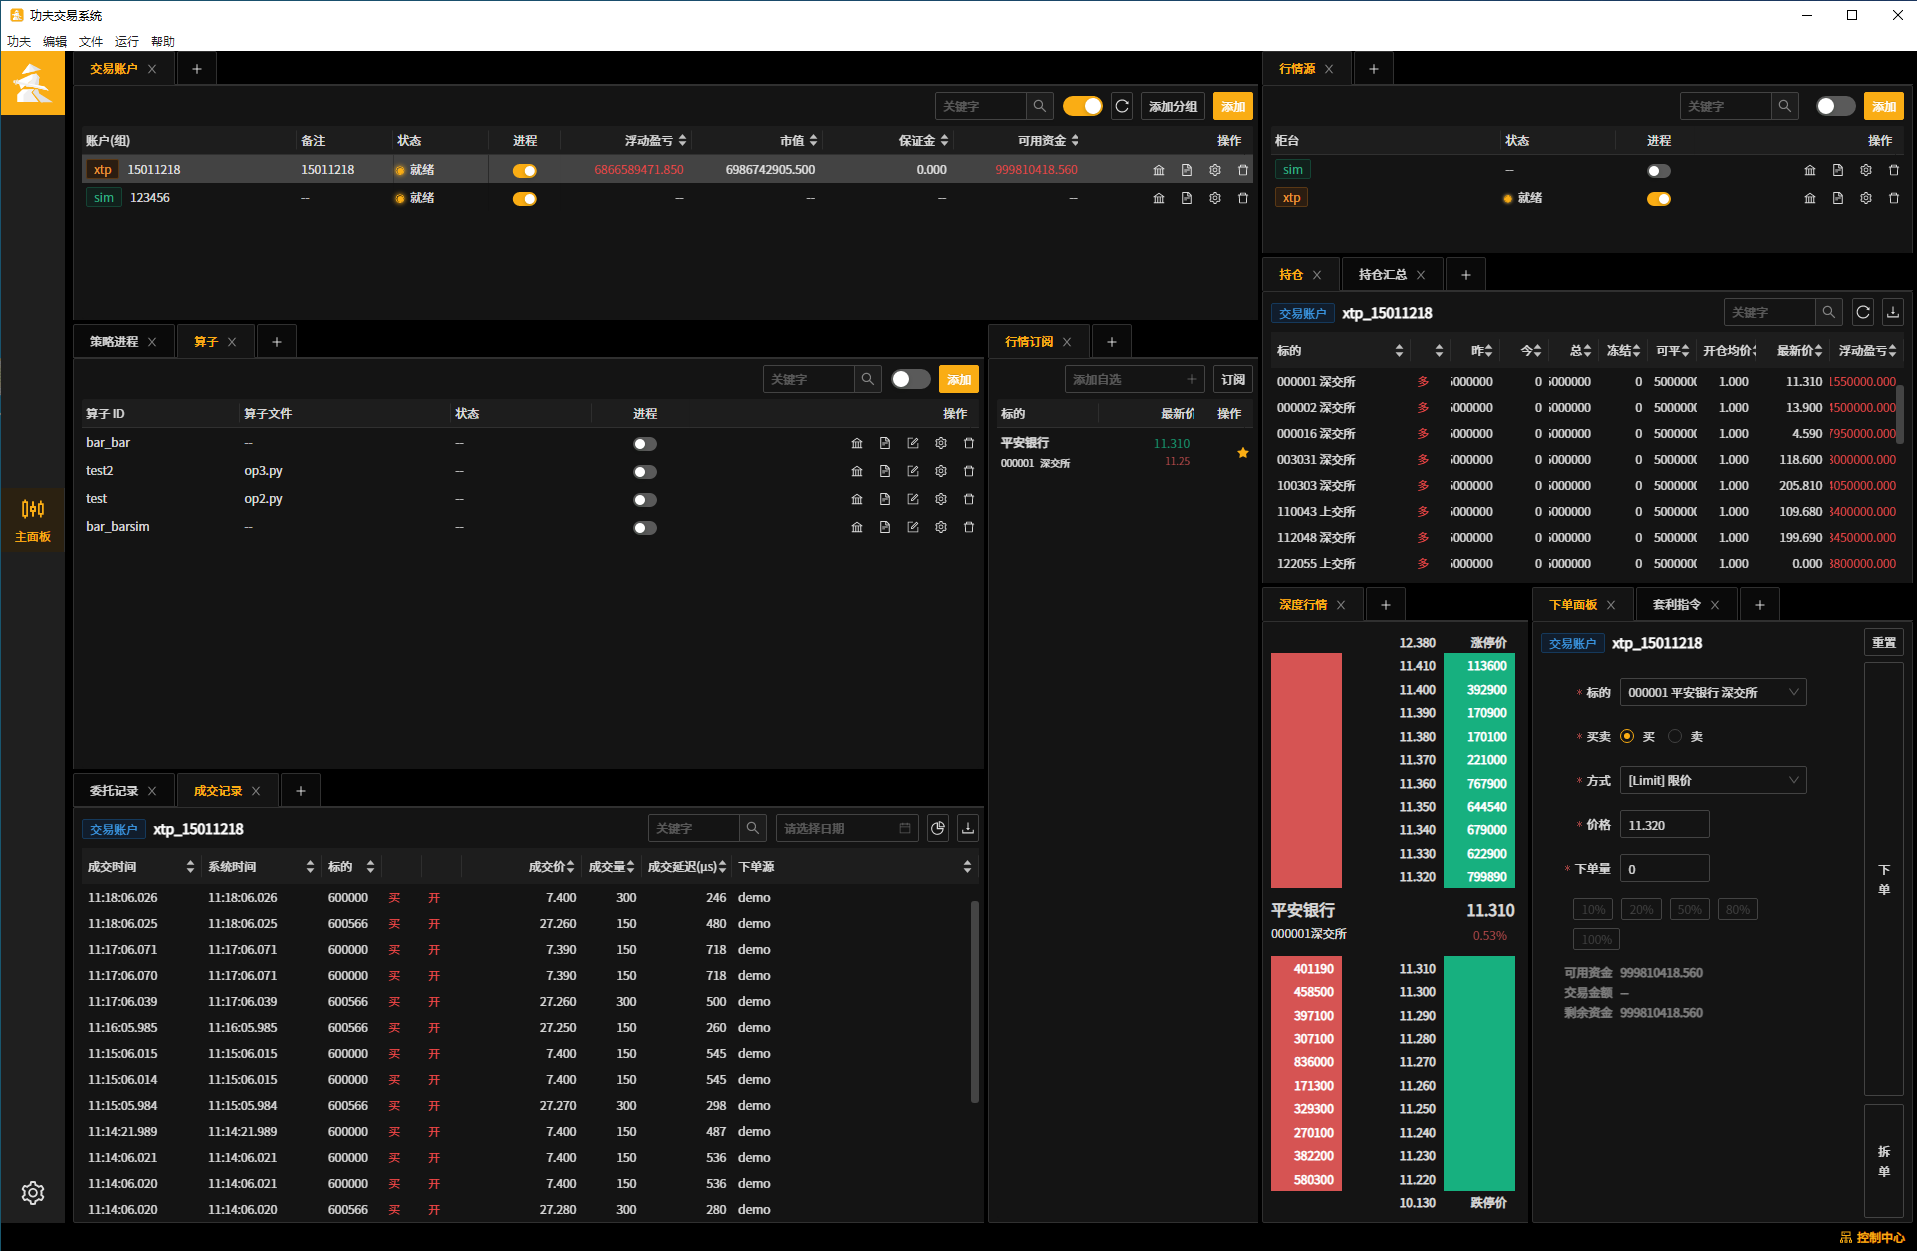 功夫交易系统
功夫 编辑 文件 运行 帮助
交易账户
关键字 添加分组 添加
账户(组) 备注 状态 进程 浮动盈亏 市值 保证金 可用资金 操作
xtp 15011218 15011218 就绪 6866589471.850 6986742905.500 0.000 999810418.560
sim 123456 -- 就绪 -- -- -- --
行情源
关键字 添加
柜台 状态 进程 操作
sim --
xtp 就绪
主面板
策略进程 算子
关键字 添加
算子 ID 算子文件 状态 进程 操作
bar_bar -- --
test2 op3.py --
test op2.py --
bar_barsim -- --
行情订阅
添加自选 订阅
标的 最新价 操作
平安银行 11.310
000001 深交所 11.25
持仓 持仓汇总
交易账户 xtp_15011218 关键字
标的 昨 今 总 冻结 可平 开仓均价 最新价 浮动盈亏
000001 深交所 多 5000000 0 5000000 0 5000000 1.000 11.310 1550000.000
000002 深交所 多 5000000 0 5000000 0 5000000 1.000 13.900 4500000.000
000016 深交所 多 5000000 0 5000000 0 5000000 1.000 4.590 7950000.000
003031 深交所 多 5000000 0 5000000 0 5000000 1.000 118.600 8000000.000
100303 深交所 多 5000000 0 5000000 0 5000000 1.000 205.810 4050000.000
110043 上交所 多 5000000 0 5000000 0 5000000 1.000 109.680 3400000.000
112048 深交所 多 5000000 0 5000000 0 5000000 1.000 199.690 3450000.000
122055 上交所 多 5000000 0 5000000 0 5000000 1.000 0.000 3800000.000
委托记录 成交记录
交易账户 xtp_15011218 关键字 请选择日期
成交时间 系统时间 标的 成交价 成交量 成交延迟(μs) 下单源
11:18:06.026 11:18:06.026 600000 买 开 7.400 300 246 demo
11:18:06.025 11:18:06.025 600566 买 开 27.260 300 480 demo
11:17:06.071 11:17:06.071 600000 买 开 7.390 150 718 demo
11:17:06.070 11:17:06.071 600000 买 开 7.390 150 718 demo
11:17:06.039 11:17:06.039 600566 买 开 27.260 300 500 demo
11:16:05.985 11:16:05.985 600566 买 开 27.250 150 260 demo
11:15:06.015 11:15:06.015 600000 买 开 7.400 150 545 demo
11:15:06.014 11:15:06.015 600000 买 开 7.400 150 545 demo
11:15:05.984 11:15:05.984 600566 买 开 27.270 300 298 demo
11:14:21.989 11:14:21.989 600000 买 开 7.400 150 487 demo
11:14:06.021 11:14:06.021 600000 买 开 7.400 150 536 demo
11:14:06.020 11:14:06.021 600000 买 开 7.400 150 536 demo
11:14:06.020 11:14:06.020 600566 买 开 27.280 300 280 demo
深度行情
12.380 涨停价
11.410 113600
11.400 392900
11.390 170900
11.380 170100
11.370 221000
11.360 767900
11.350 644540
11.340 679000
11.330 622900
11.320 799890
平安银行 11.310
000001深交所 0.53%
401190 11.310
458500 11.300
397100 11.290
307100 11.280
836000 11.270
171300 11.260
329300 11.250
270100 11.240
382200 11.230
580300 11.220
10.130 跌停价
下单面板 套利指令
交易账户 xtp_15011218 重置
* 标的 000001 平安银行 深交所
* 买卖 买 卖
* 方式 [Limit] 限价
* 价格 11.320
* 下单量 0
10% 20% 50% 80%
100%
可用资金 999810418.560
交易金额 --
剩余资金 999810418.560
下单
拆单
控制中心